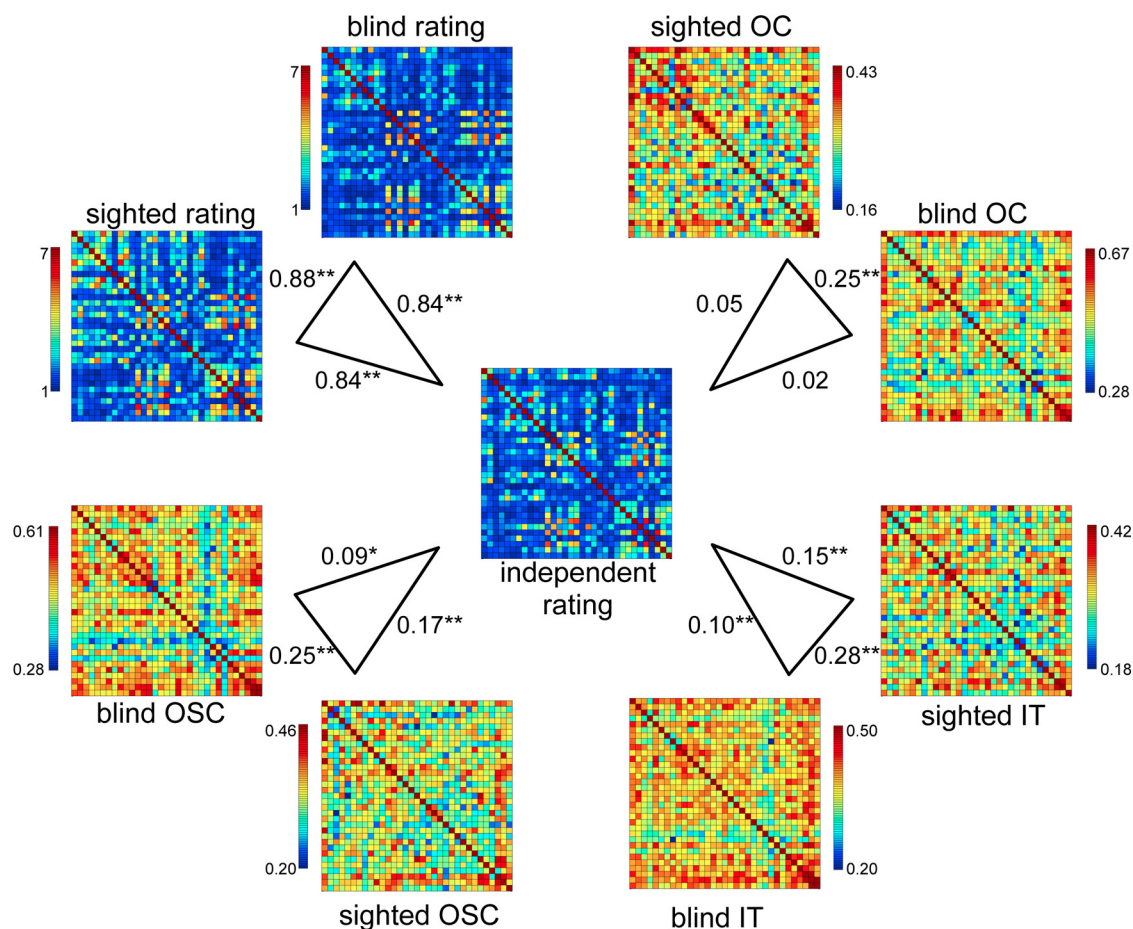 blind rating
sighted OC
7
1
0.43
0.16
sighted rating
blind OC
7
1
0.67
0.28
0.88**
0.84**
0.84**
0.05
0.25**
0.02
independent
rating
0.61
0.28
0.09*
0.17**
0.25**
0.15**
0.10**
0.28**
0.42
0.18
blind OSC
sighted IT
0.46
0.20
0.50
0.20
sighted OSC
blind IT